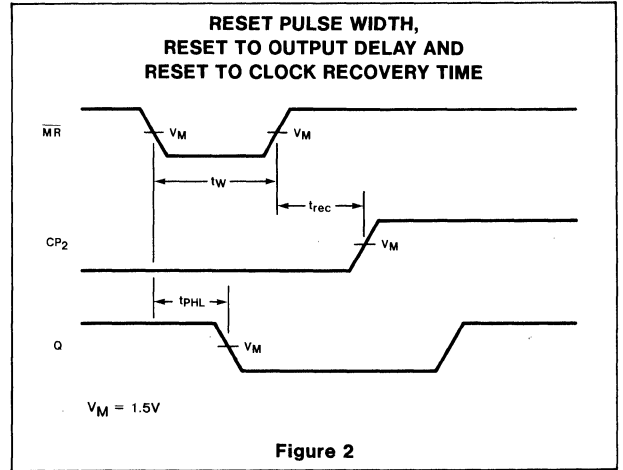 RESET PULSE WIDTH,
RESET TO OUTPUT DELAY AND
RESET TO CLOCK RECOVERY TIME
MR
VM
VM
tW
trec
CP2
VM
tPHL
Q
VM
VM = 1.5V
Figure 2